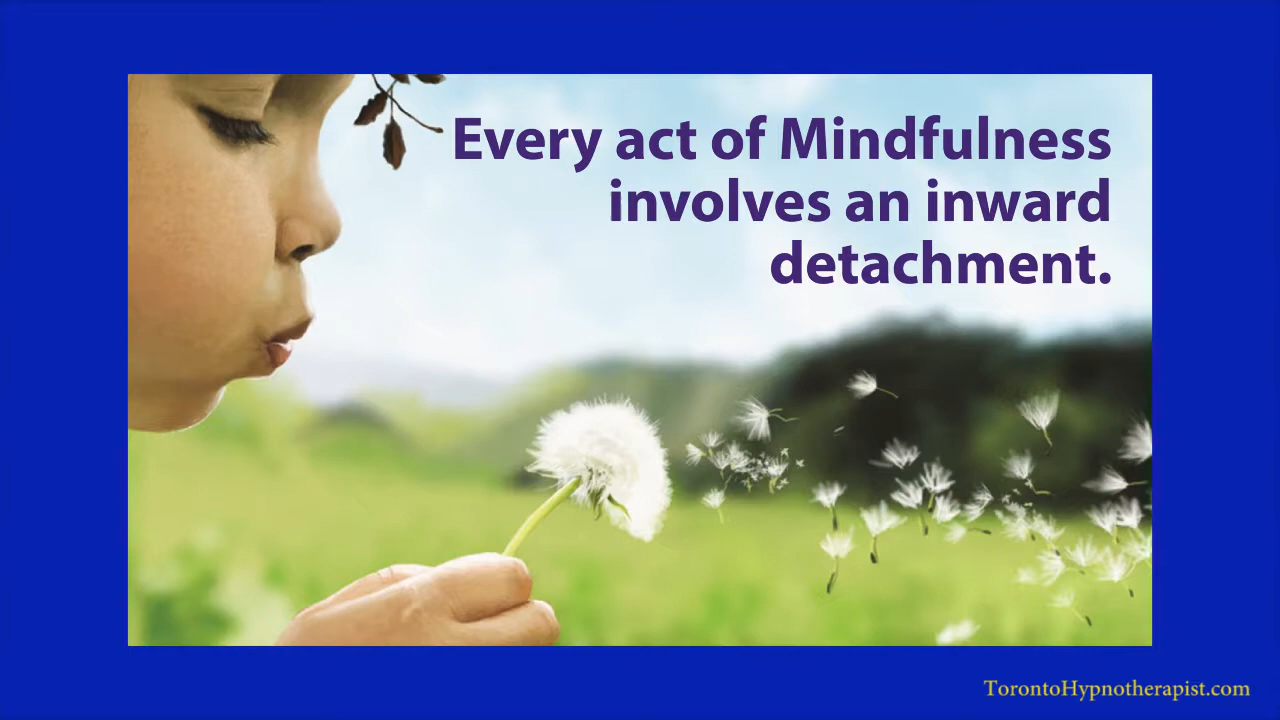 Every act of Mindfulness
involves an inward
detachment.
TorontoHypnotherapist.com